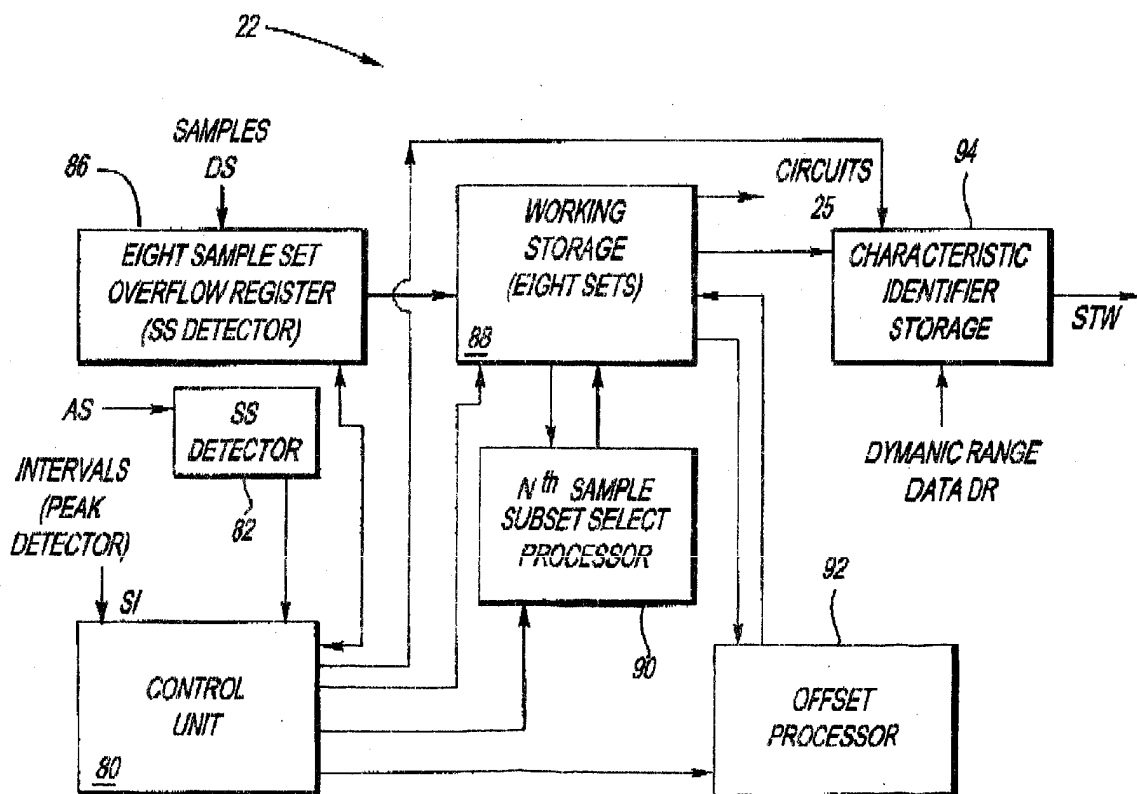 22
SAMPLES
DS
86
EIGHT SAMPLE SET
OVERFLOW REGISTER
(SS DETECTOR)
WORKING
STORAGE
(EIGHT SETS)
88
CIRCUITS
25
94
CHARACTERISTIC
IDENTIFIER
STORAGE
STW
AS
SS
DETECTOR
82
INTERVALS
(PEAK
DETECTOR)
SI
Nth SAMPLE
SUBSET SELECT
PROCESSOR
90
DYMANIC RANGE
DATA DR
92
CONTROL
UNIT
80
OFFSET
PROCESSOR